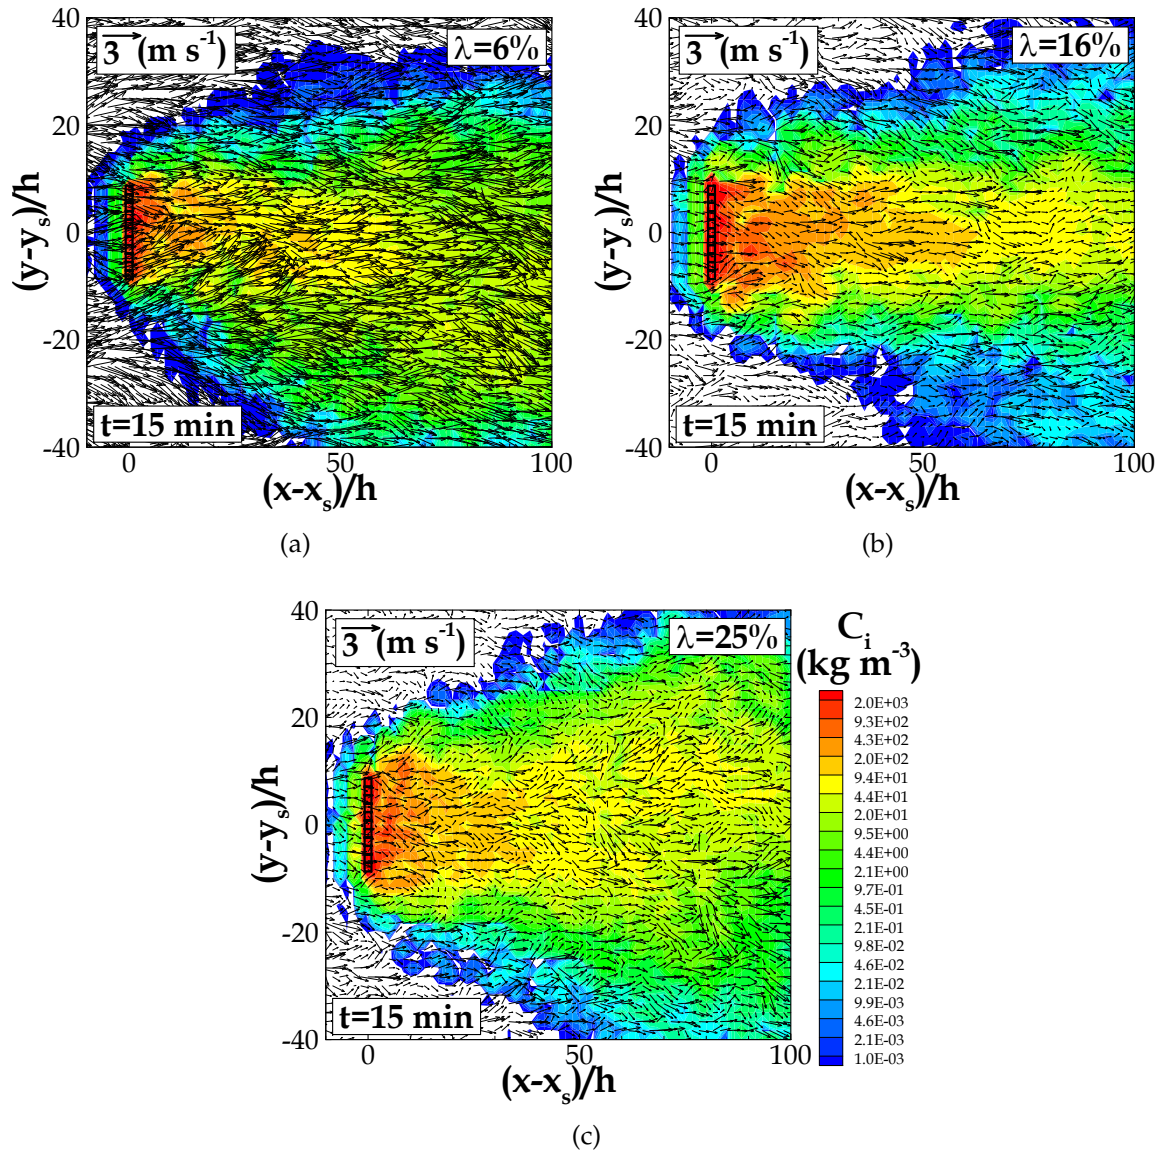 40
3 (m s⁻¹)
λ=6%
20
0
-20
-40
(y-yₛ)/h
t=15 min
0
50
100
(x-xₛ)/h
(a)
40
3 (m s⁻¹)
λ=16%
20
0
-20
-40
(y-yₛ)/h
t=15 min
0
50
100
(x-xₛ)/h
(b)
40
3 (m s⁻¹)
λ=25%
20
0
-20
-40
(y-yₛ)/h
t=15 min
0
50
100
(x-xₛ)/h
Cᵢ
(kg m⁻³)
2.0E+03
9.3E+02
4.3E+02
2.0E+02
9.4E+01
4.4E+01
2.0E+01
9.5E+00
4.4E+00
2.1E+00
9.7E-01
4.5E-01
2.1E-01
9.8E-02
4.6E-02
2.1E-02
9.9E-03
4.6E-03
2.1E-03
1.0E-03
(c)